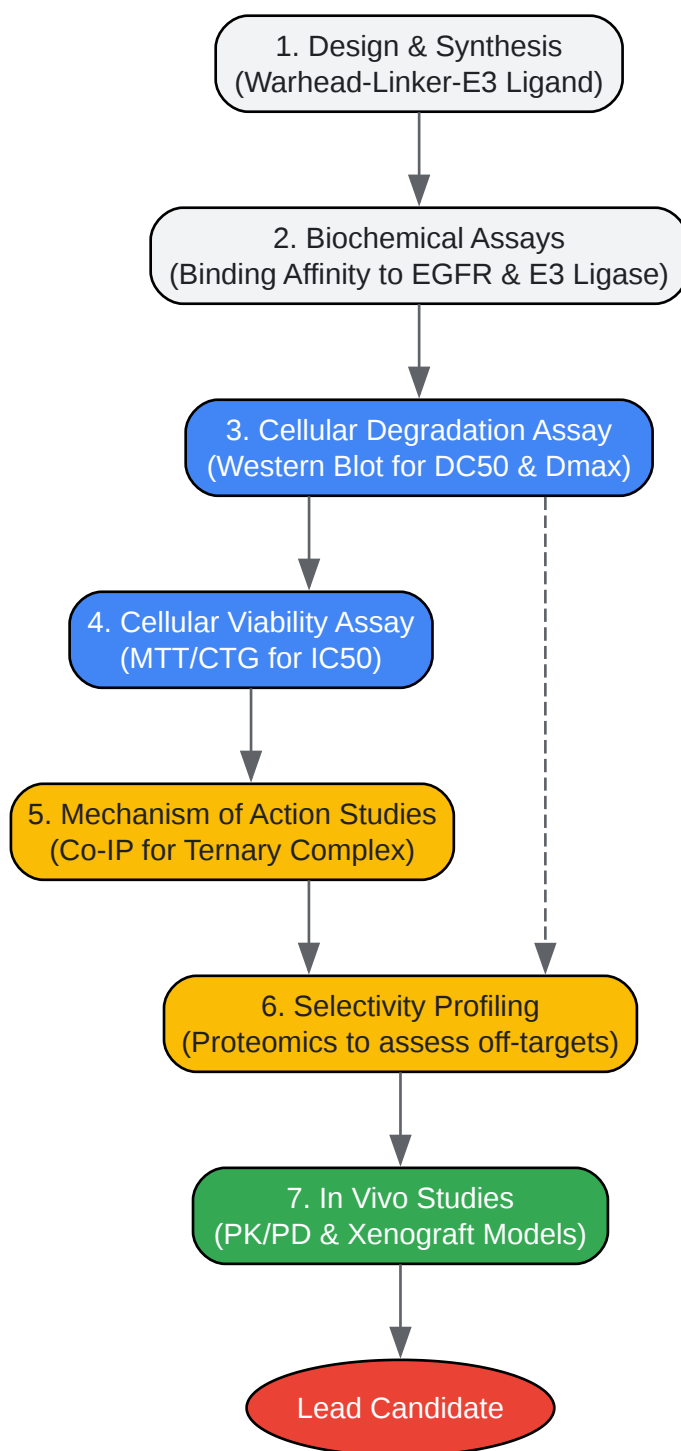 1. Design & Synthesis
(Warhead-Linker-E3 Ligand)
2. Biochemical Assays
(Binding Affinity to EGFR & E3 Ligase)
3. Cellular Degradation Assay
(Western Blot for DC50 & Dmax)
4. Cellular Viability Assay
(MTT/CTG for IC50)
5. Mechanism of Action Studies
(Co-IP for Ternary Complex)
6. Selectivity Profiling
(Proteomics to assess off-targets)
7. In Vivo Studies
(PK/PD & Xenograft Models)
Lead Candidate